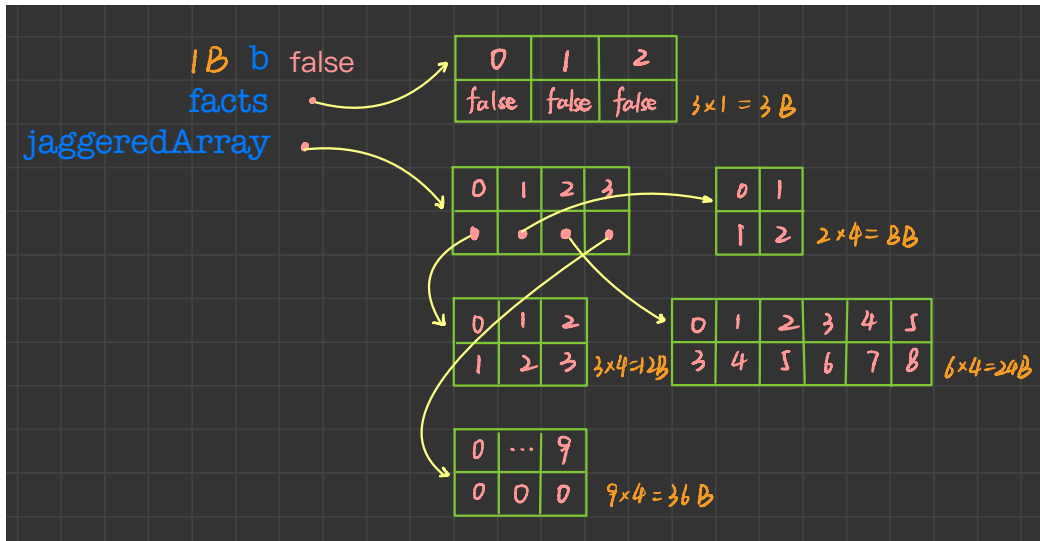 1B b false
facts
jaggeredArray
0 1 2
false false false
3×1=3B
0 1 2 3
0 1
1 2
2×4=8B
0 1 2
1 2 3
3×4=12B
0 1 2 3 4 5
3 4 5 6 7 8
6×4=24B
0 ... 9
0 0 0
9×4=36B